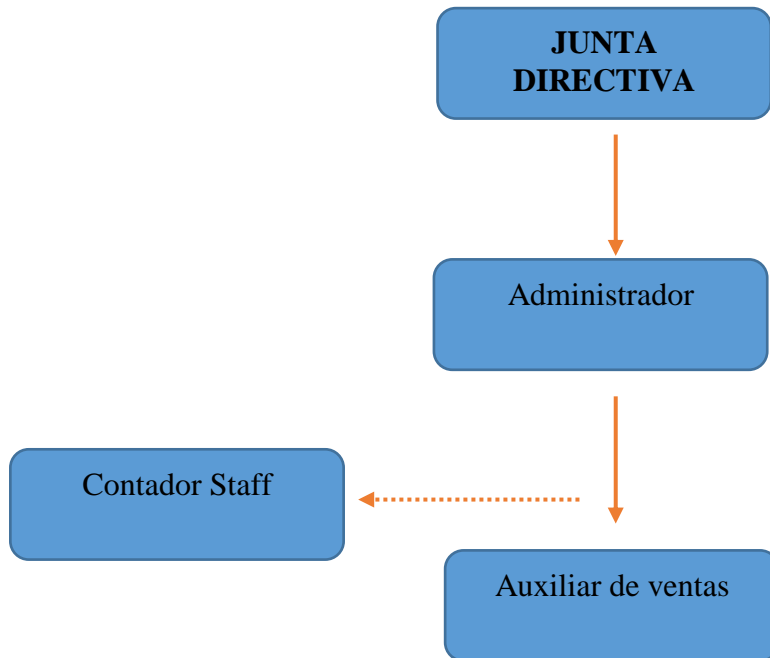 JUNTA
DIRECTIVA
Administrador
Contador Staff
Auxiliar de ventas